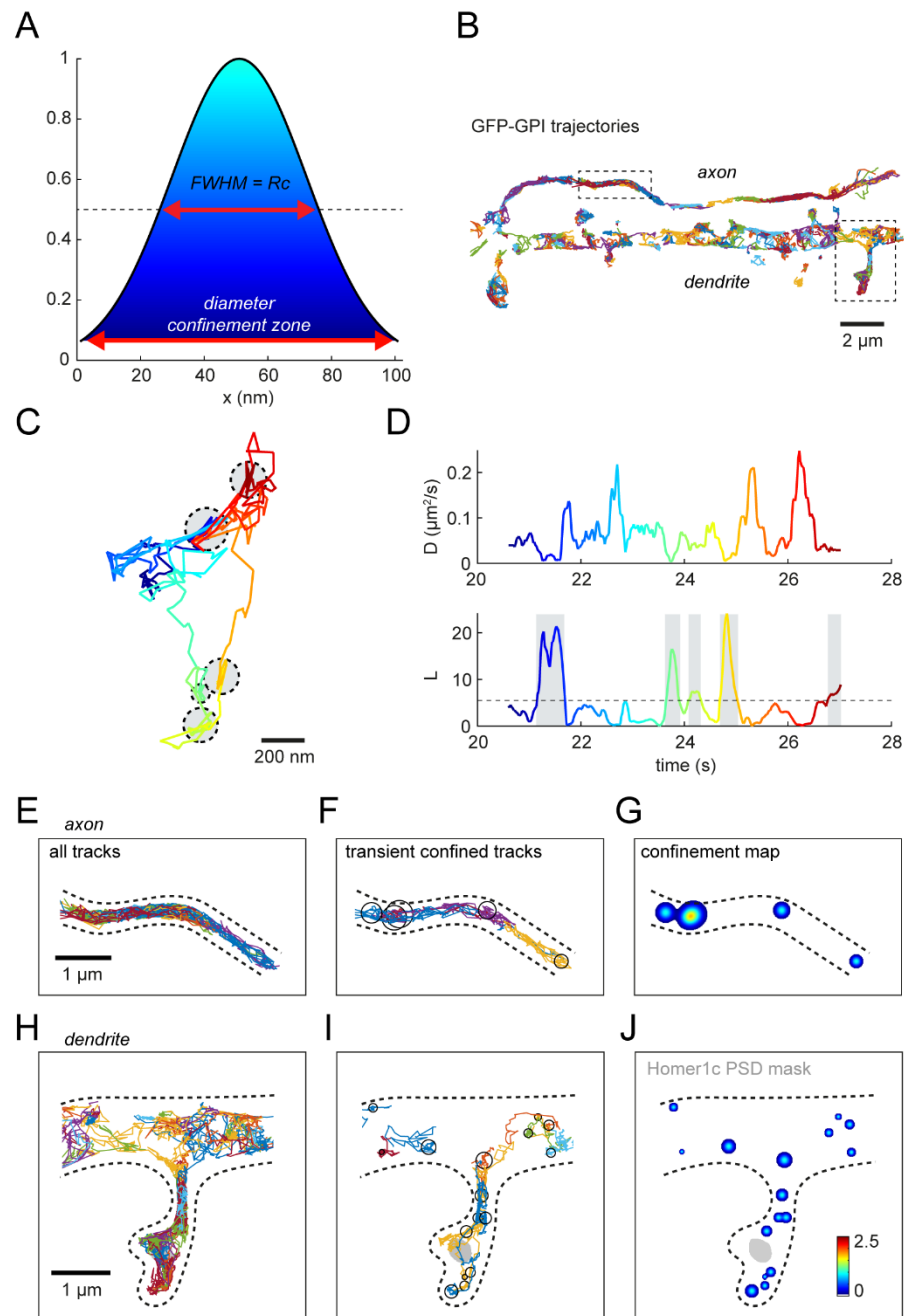 A
1
0.8
0.6
0.4
0.2
0
FWHM = Rc
diameter
confinement zone
0
20
40
60
80
100
x (nm)
B
GFP-GPI trajectories
axon
dendrite
2 µm
C
200 nm
D
D (µm²/s)
0.2
0.1
0
20
22
24
26
28
L
20
10
0
20
22
24
26
28
time (s)
E
axon
all tracks
1 µm
F
transient confined tracks
G
confinement map
H
dendrite
1 µm
I
J
Homer1c PSD mask
2.5
0